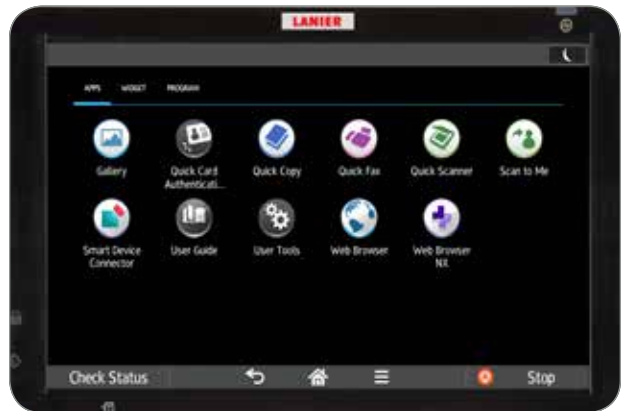 LANIER
APPS WIDGET PROGRAM
Gallery
Quick Card
Authenticati...
Quick Copy
Quick Fax
Quick Scanner
Scan to Me
Smart Device
Connector
User Guide
User Tools
Web Browser
Web Browser
NX
Check Status
Stop